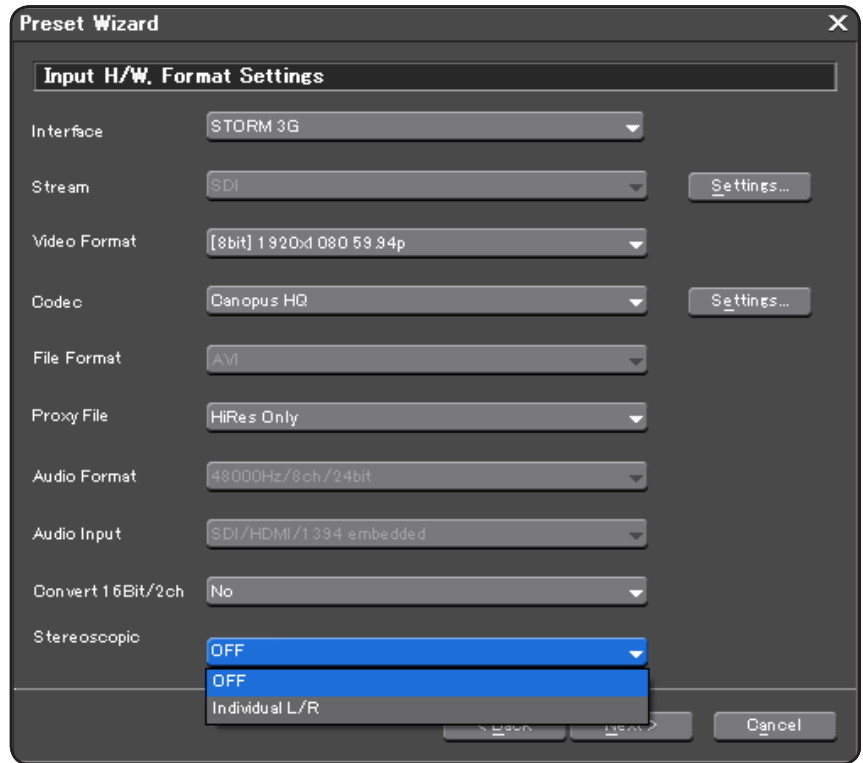 Preset Wizard
Input H/W, Format Settings
Interface STORM 3G
Stream SDI Settings...
Video Format [8bit] 1920x1080 59.94p
Codec Canopus HQ Settings...
File Format AVI
Proxy File HiRes Only
Audio Format 48000Hz/8ch/24bit
Audio Input SDI/HDMI/1394 embedded
Convert 16Bit/2ch No
Stereoscopic OFF
OFF
Individual L/R
< Back Next > Cancel